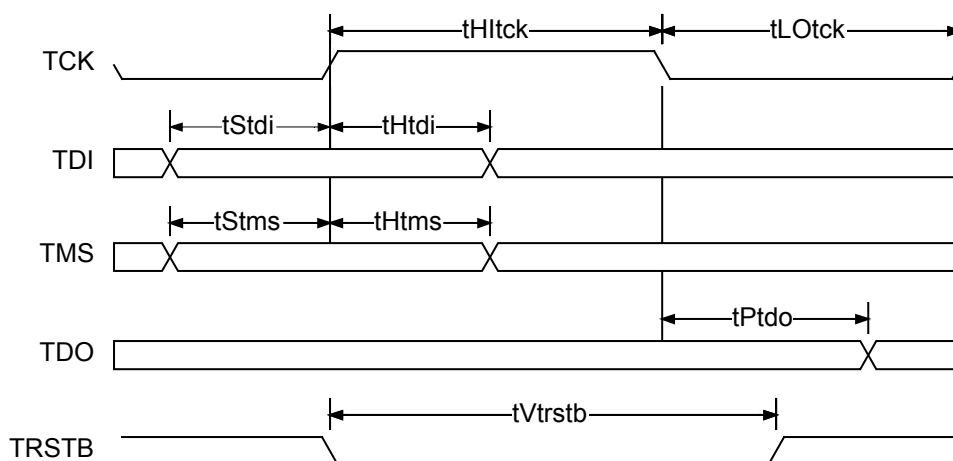 tHItck tLOtck
TCK
tStdi tHtdi
TDI
tStms tHtms
TMS
tPtdo
TDO
tVtrstb
TRSTB